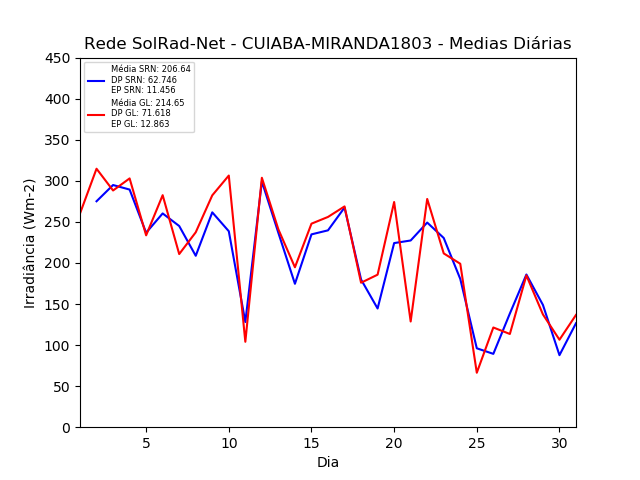 Rede SolRad-Net - CUIABA-MIRANDA1803 - Medias Diárias
450
400
350
300
250
200
150
100
50
0
Irradiância (Wm-2)
Média SRN: 206.64
DP SRN: 62.746
EP SRN: 11.456
Média GL: 214.65
DP GL: 71.618
EP GL: 12.863
5
10
15
20
25
30
Dia